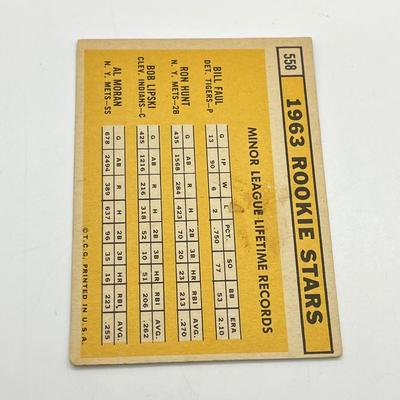 558
1963 ROOKIE STARS
MINOR LEAGUE LIFETIME RECORDS
BILL FAUL
DET. TIGERS-P
G IP W L PCT. SO BB ERA
13 90 6 2 .750 77 53 2.10
RON HUNT
N. Y. METS-2B
G AB R H 2B 3B HR RBI. AVG.
435 1568 284 423 70 20 23 213 .270
BOB LIPSKI
CLEV. INDIANS-C
G AB R H 2B 3B HR RBI. AVG.
425 1216 216 318 52 10 51 206 .262
AL MORAN
N. Y. METS-SS
G AB R H 2B 3B HR RBI. AVG.
678 2494 389 637 96 35 16 223 .255
© T.C.G. PRINTED IN U.S.A.